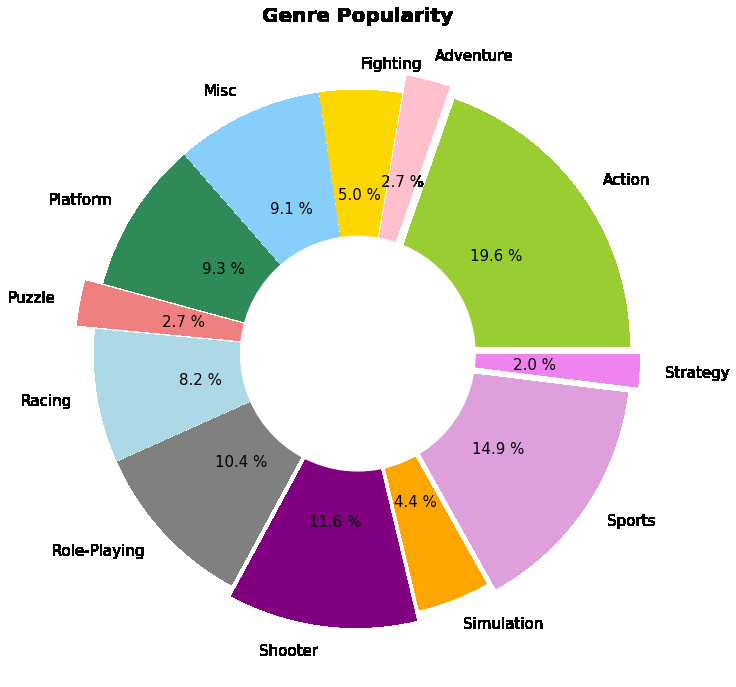 Genre Popularity
Adventure
Fighting
Misc
Action
2.7 %
5.0 %
Platform
9.1 %
19.6 %
9.3 %
Puzzle
2.7 %
2.0 %
Strategy
8.2 %
Racing
14.9 %
10.4 %
4.4 %
11.6 %
Sports
Role-Playing
Simulation
Shooter